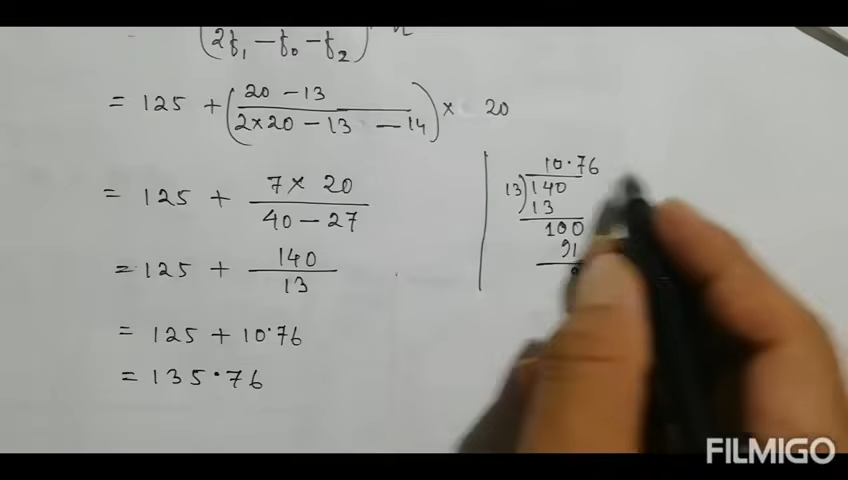 (2f₁ - f₀ - f₂)
= 125 + (20 - 13 / 2×20 - 13 - 14) × 20
= 125 + 7 × 20 / 40 - 27
= 125 + 140 / 13
= 125 + 10.76
= 135.76
10.76
13)140
13
100
91
FILMIGO